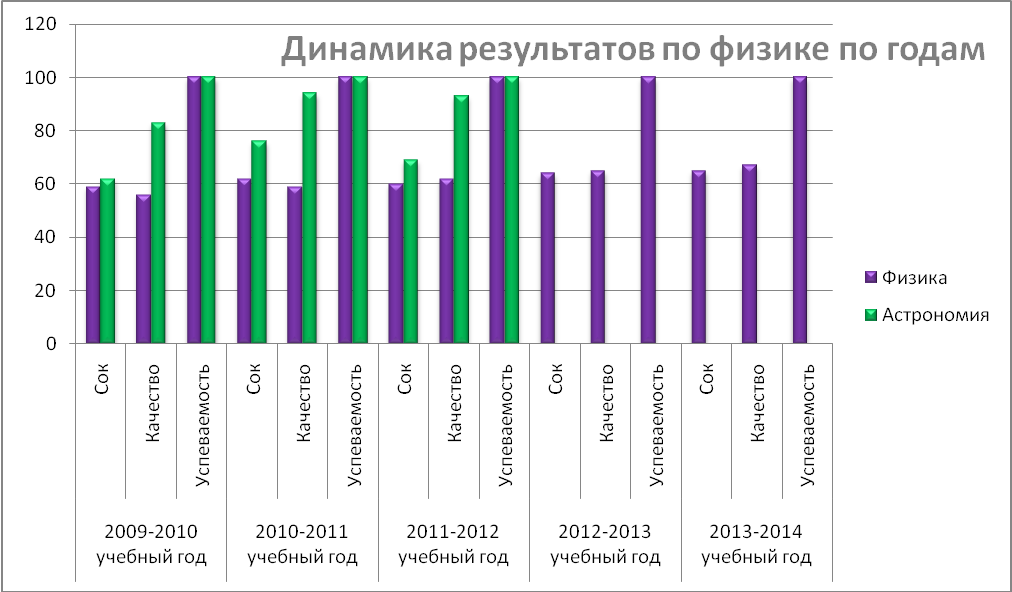 Динамика результатов по физике по годам
120
100
80
60
40
20
0
Сок
Качество
Успеваемость
Сок
Качество
Успеваемость
Сок
Качество
Успеваемость
Сок
Качество
Успеваемость
Сок
Качество
Успеваемость
2009-2010
учебный год
2010-2011
учебный год
2011-2012
учебный год
2012-2013
учебный год
2013-2014
учебный год
Физика
Астрономия